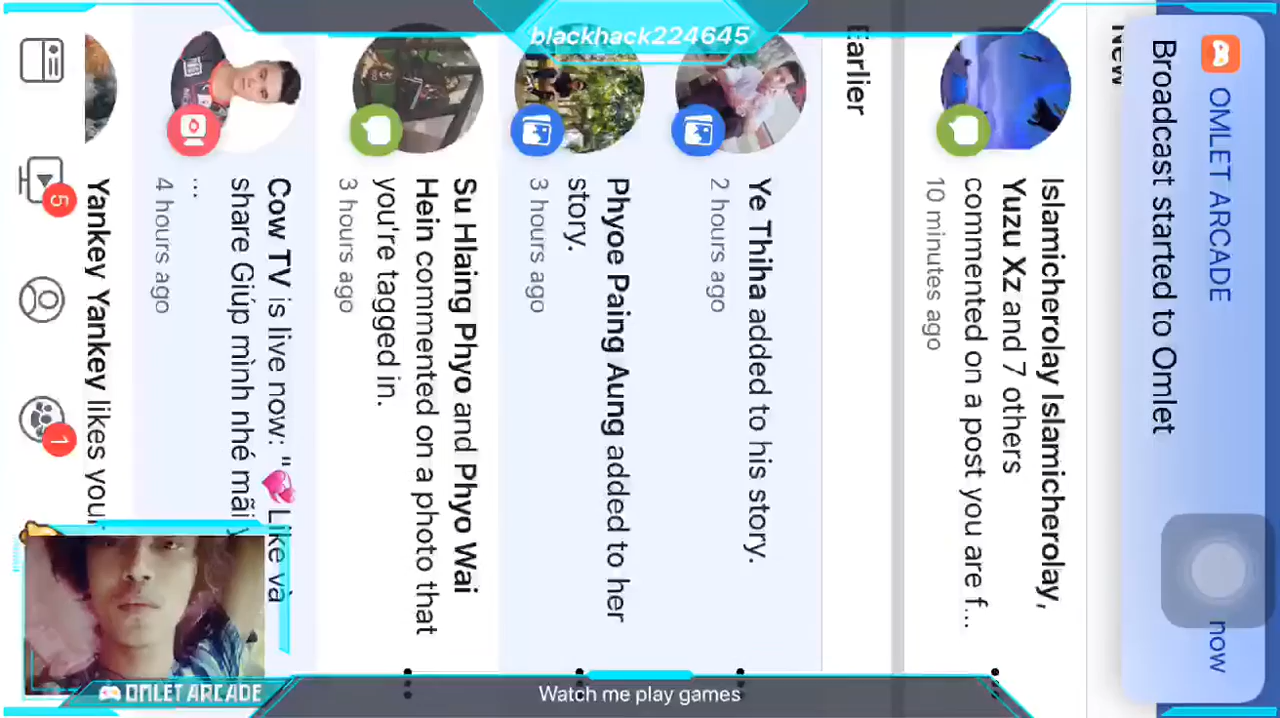 blackhack224645
OMLET ARCADE
now
Broadcast started to Omlet
New
Islamicherolay Islamicherolay,
Yuzu Xz and 7 others
commented on a post you are f...
10 minutes ago
Earlier
Ye Thiha added to his story.
2 hours ago
Phyoe Paing Aung added to her
story.
3 hours ago
Su Hlaing Phyo and Phyo Wai
Hein commented on a photo that
you're tagged in.
3 hours ago
Cow TV is live now: "💞 Like và
share Giúp mình nhé mãi
...
4 hours ago
Yankey Yankey likes your
5
1
OMLET ARCADE
Watch me play games